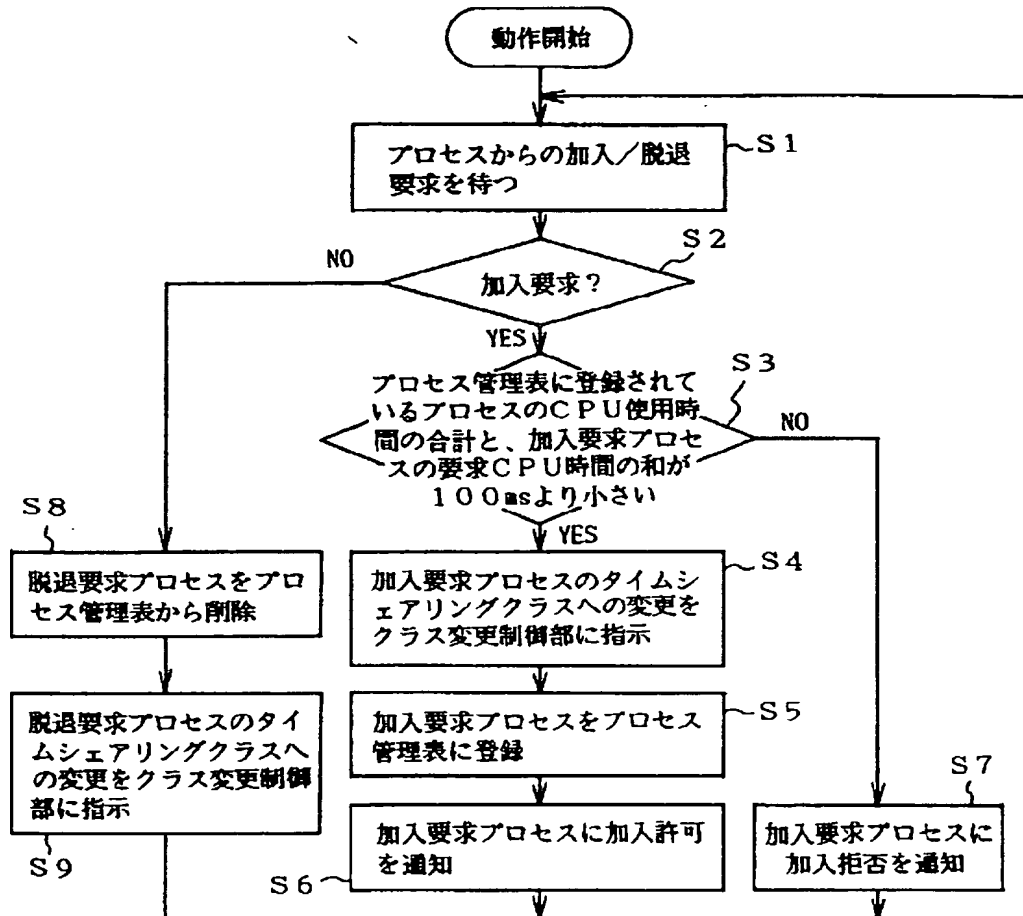 動作開始
プロセスからの加入／脱退
要求を待つ
S1
S2
NO
加入要求？
YES
S3
プロセス管理表に登録されて
いるプロセスのCPU使用時
間の合計と、加入要求プロセ
スの要求CPU時間の和が
100msより小さい
NO
YES
S8
脱退要求プロセスをプロ
セス管理表から削除
S4
加入要求プロセスのタイムシ
ェアリングクラスへの変更を
クラス変更制御部に指示
脱退要求プロセスのタイ
ムシェアリングクラスへ
の変更をクラス変更制御
部に指示
S9
加入要求プロセスをプロセス
管理表に登録
S5
加入要求プロセスに加入許可
を通知
S6
S7
加入要求プロセスに
加入拒否を通知